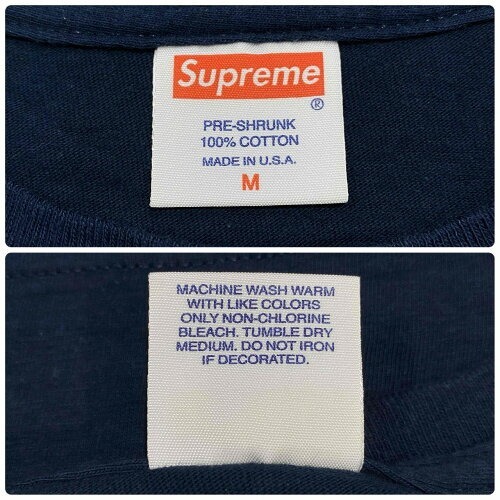 Supreme
®
PRE-SHRUNK
100% COTTON
MADE IN U.S.A.
M
MACHINE WASH WARM
WITH LIKE COLORS
ONLY NON-CHLORINE
BLEACH. TUMBLE DRY
MEDIUM. DO NOT IRON
IF DECORATED.